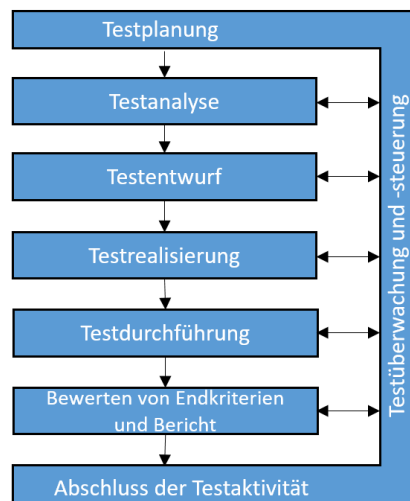 Testplanung
Testanalyse
Testentwurf
Testrealisierung
Testdurchführung
Bewerten von Endkriterien
und Bericht
Abschluss der Testaktivität
Testüberwachung und -steuerung